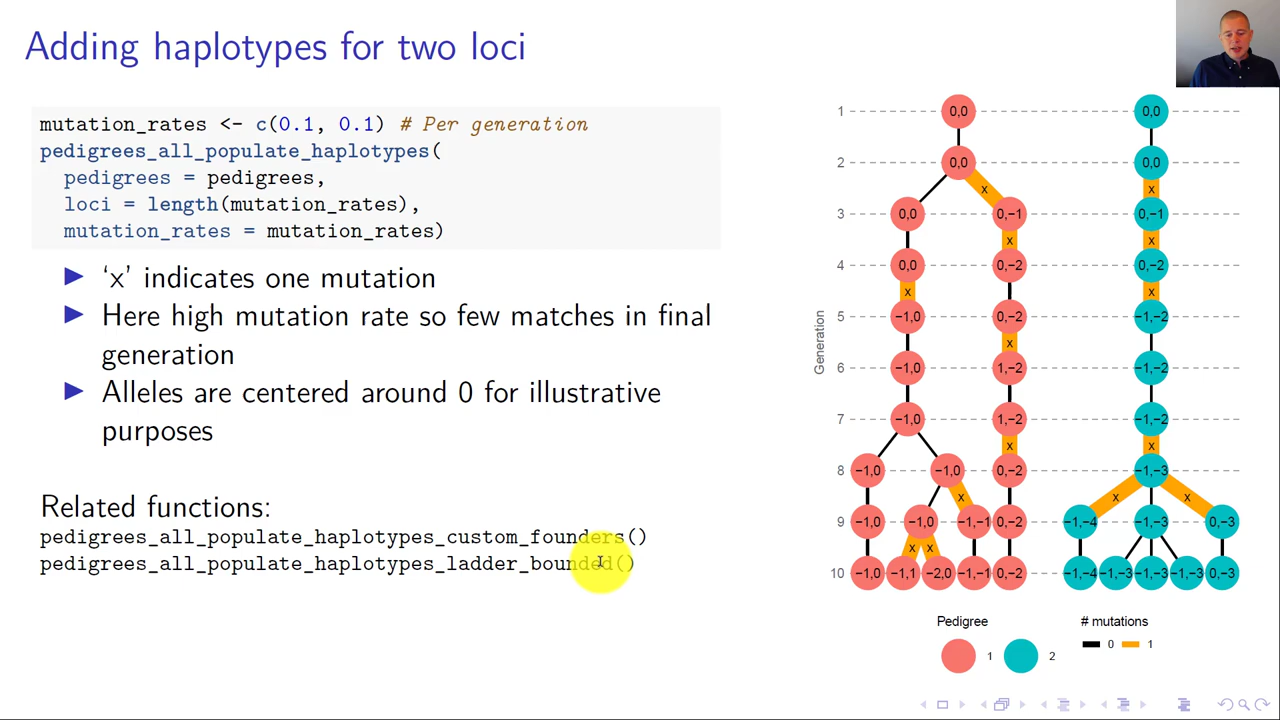 Adding haplotypes for two loci
mutation_rates <- c(0.1, 0.1) # Per generation
pedigrees_all_populate_haplotypes(
pedigrees = pedigrees,
loci = length(mutation_rates),
mutation_rates = mutation_rates)
‘x’ indicates one mutation
Here high mutation rate so few matches in final
generation
Alleles are centered around 0 for illustrative
purposes
Related functions:
pedigrees_all_populate_haplotypes_custom_founders()
pedigrees_all_populate_haplotypes_ladder_bounded()
Generation
1 0,0 0,0
2 0,0 0,0
x x
3 0,0 0,−1 0,−1
x x
4 0,0 0,−2 0,−2
x x
5 −1,0 0,−2 −1,−2
x
6 −1,0 1,−2 −1,−2
7 −1,0 1,−2 −1,−2
x x
8 −1,0 −1,0 0,−2 −1,−3
x x x
9 −1,0 −1,0 −1,−1 0,−2 −1,−4 −1,−3 0,−3
x x
10 −1,0 −1,1 −2,0 −1,−1 0,−2 −1,−4 −1,−3 −1,−3 −1,−3 0,−3
Pedigree
1 2
# mutations
0 1